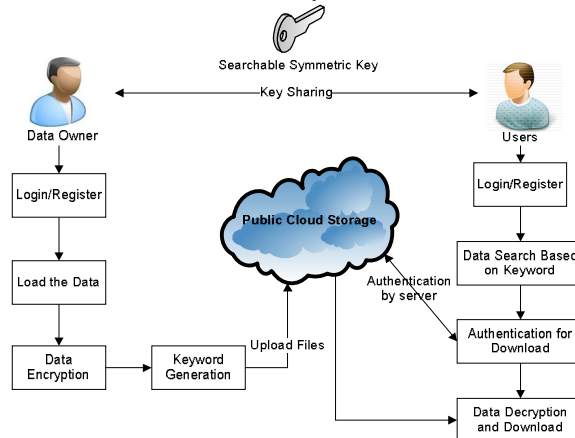 Searchable Symmetric Key
Key Sharing
Data Owner
Users
Login/Register
Login/Register
Public Cloud Storage
Data Search Based
on Keyword
Load the Data
Authentication
by server
Authentication for
Download
Upload Files
Data
Encryption
Keyword
Generation
Data Decryption
and Download